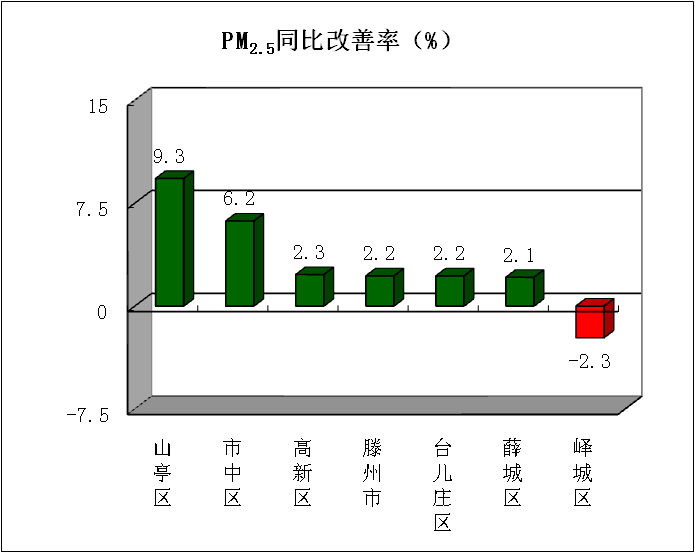 PM2.5同比改善率（%）
15
7.5
0
-7.5
9.3
6.2
2.3
2.2
2.2
2.1
-2.3
山亭区
市中区
高新区
滕州市
台儿庄区
薛城区
峄城区